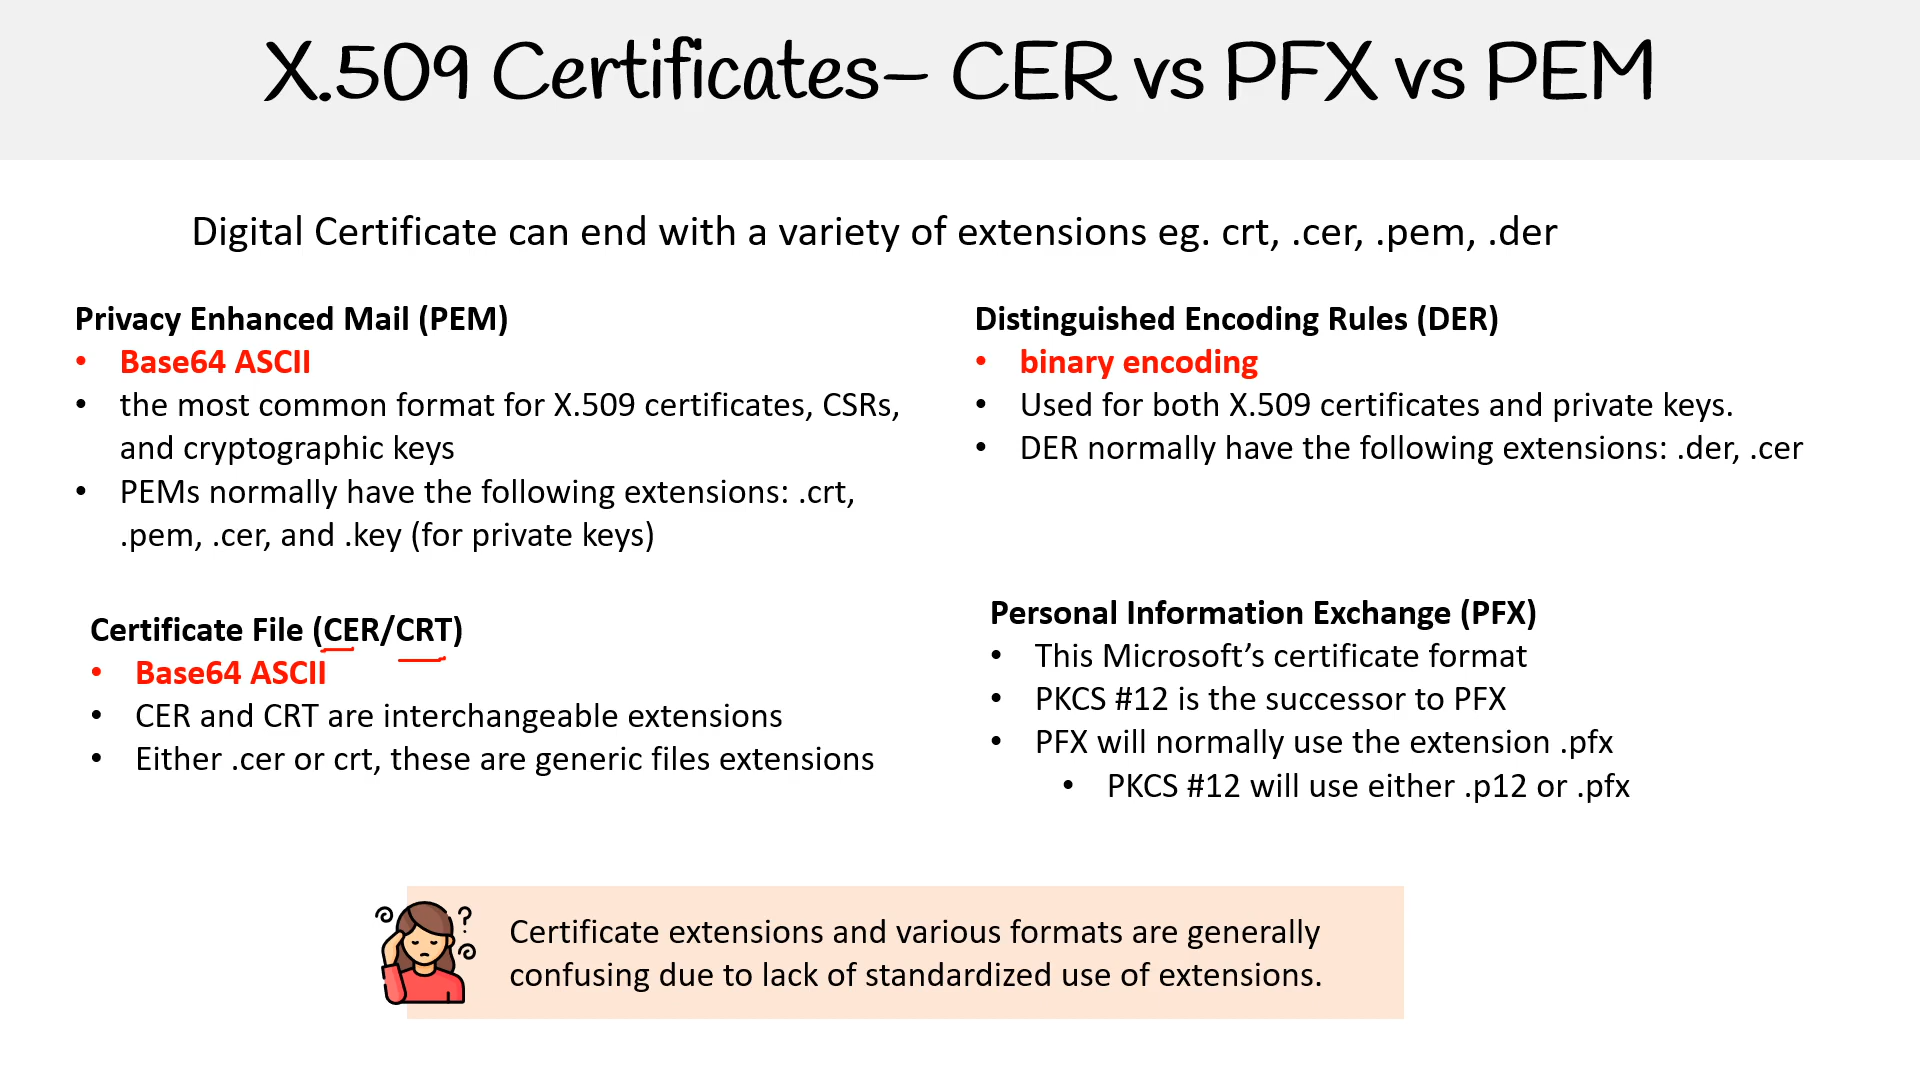 X.509 Certificates– CER vs PFX vs PEM
Digital Certificate can end with a variety of extensions eg. crt, .cer, .pem, .der
Privacy Enhanced Mail (PEM)
• Base64 ASCII
• the most common format for X.509 certificates, CSRs,
and cryptographic keys
• PEMs normally have the following extensions: .crt,
.pem, .cer, and .key (for private keys)
Distinguished Encoding Rules (DER)
• binary encoding
• Used for both X.509 certificates and private keys.
• DER normally have the following extensions: .der, .cer
Certificate File (CER/CRT)
• Base64 ASCII
• CER and CRT are interchangeable extensions
• Either .cer or crt, these are generic files extensions
Personal Information Exchange (PFX)
• This Microsoft’s certificate format
• PKCS #12 is the successor to PFX
• PFX will normally use the extension .pfx
• PKCS #12 will use either .p12 or .pfx
Certificate extensions and various formats are generally
confusing due to lack of standardized use of extensions.